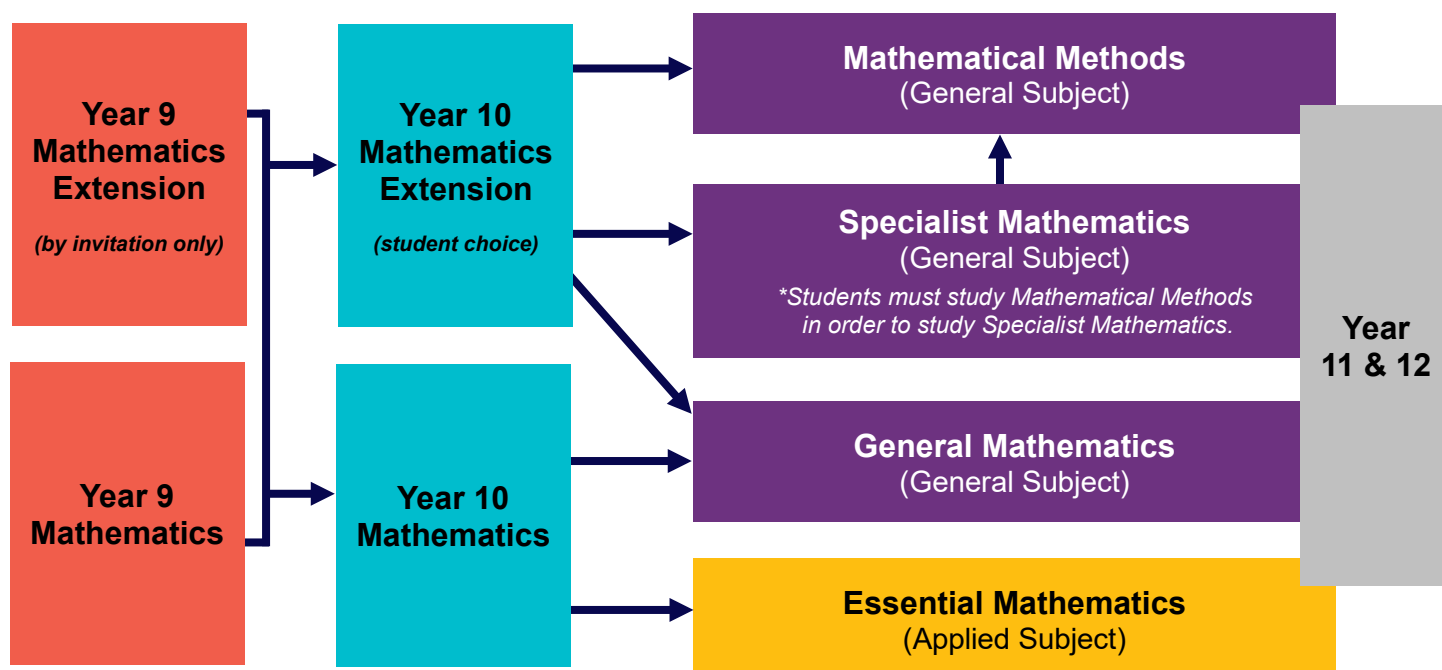 Year 9
Mathematics
Extension
(by invitation only)
Year 10
Mathematics
Extension
(student choice)
Mathematical Methods
(General Subject)
Specialist Mathematics
(General Subject)
*Students must study Mathematical Methods
in order to study Specialist Mathematics.
Year
11 & 12
Year 9
Mathematics
Year 10
Mathematics
General Mathematics
(General Subject)
Essential Mathematics
(Applied Subject)